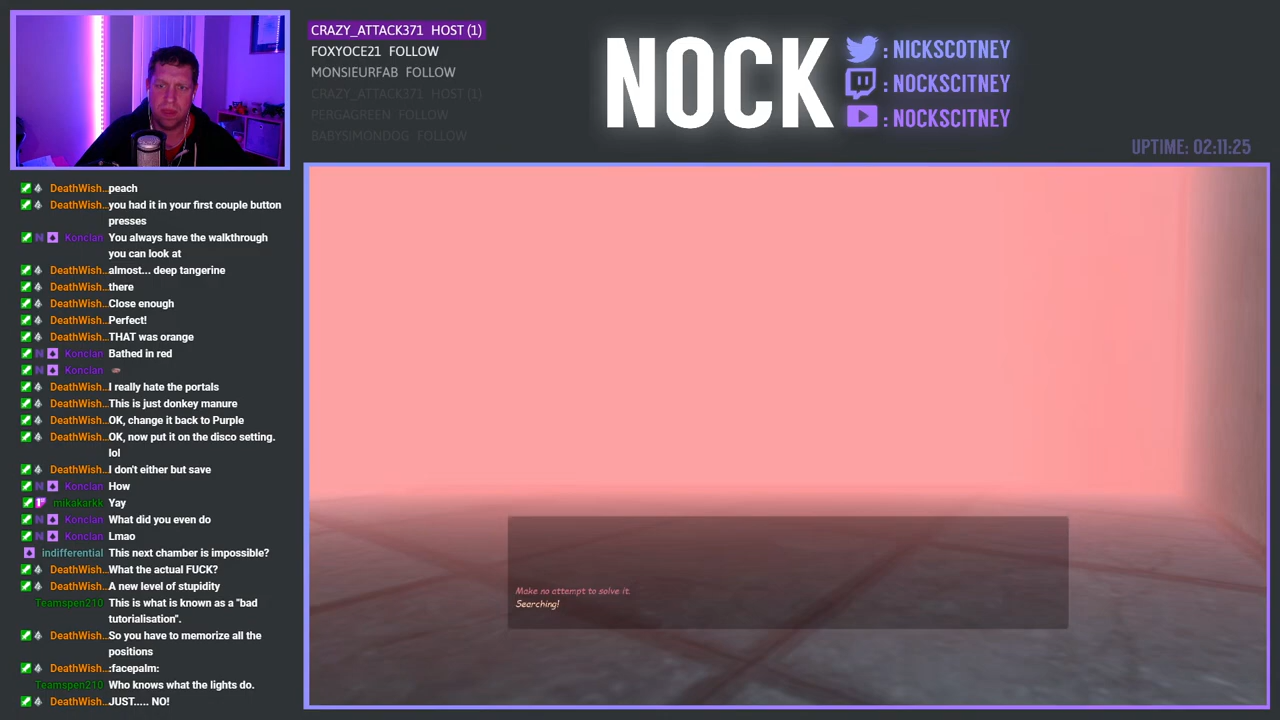 CRAZY_ATTACK371 HOST (1)
FOXYOCE21 FOLLOW
MONSIEURFAB FOLLOW
CRAZY_ATTACK371 HOST (1)
PERGAGREEN FOLLOW
BABYSIMONDOG FOLLOW
NOCK
: NICKSCOTNEY
: NOCKSCITNEY
: NOCKSCITNEY
UPTIME: 02:11:25
DeathWish... peach
DeathWish... you had it in your first couple button
presses
Konclan You always have the walkthrough
you can look at
DeathWish... almost... deep tangerine
DeathWish... there
DeathWish... Close enough
DeathWish... Perfect!
DeathWish... THAT was orange
Konclan Bathed in red
Konclan
DeathWish... I really hate the portals
DeathWish... This is just donkey manure
DeathWish... OK, change it back to Purple
DeathWish... OK, now put it on the disco setting.
lol
DeathWish... I don't either but save
Konclan How
mikakarkk Yay
Konclan What did you even do
Konclan Lmao
indifferential This next chamber is impossible?
DeathWish... What the actual FUCK?
DeathWish... A new level of stupidity
Teamspen210 This is what is known as a "bad
tutorialisation".
DeathWish... So you have to memorize all the
positions
DeathWish... :facepalm:
Teamspen210 Who knows what the lights do.
DeathWish... JUST..... NO!
Make no attempt to solve it.
Searching!